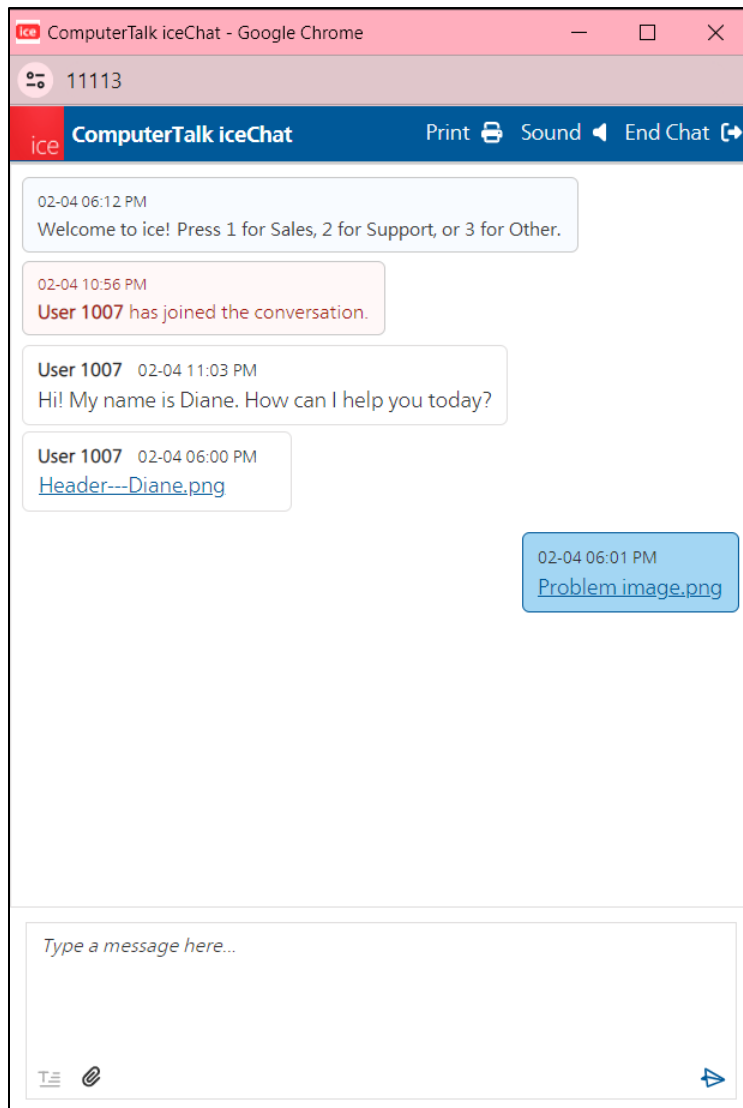 ice ComputerTalk iceChat - Google Chrome
11113
ice ComputerTalk iceChat Print Sound End Chat
02-04 06:12 PM
Welcome to ice! Press 1 for Sales, 2 for Support, or 3 for Other.
02-04 10:56 PM
User 1007 has joined the conversation.
User 1007 02-04 11:03 PM
Hi! My name is Diane. How can I help you today?
User 1007 02-04 06:00 PM
Header---Diane.png
02-04 06:01 PM
Problem image.png
Type a message here...
T